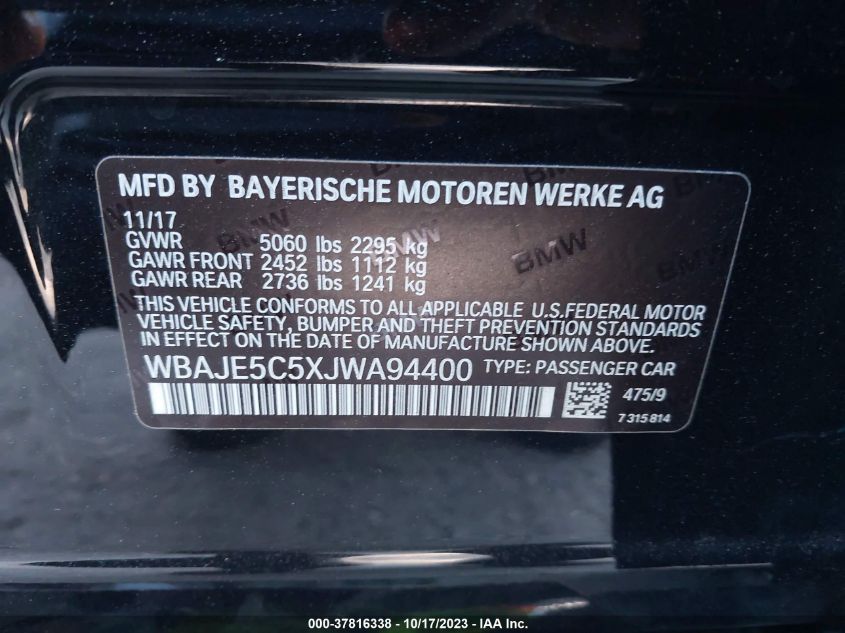 MFD BY BAYERISCHE MOTOREN WERKE AG
11/17
GVWR 5060 lbs 2295 kg
GAWR FRONT 2452 lbs 1112 kg
GAWR REAR 2736 lbs 1241 kg
THIS VEHICLE CONFORMS TO ALL APPLICABLE U.S.FEDERAL MOTOR
VEHICLE SAFETY, BUMPER AND THEFT PREVENTION STANDARDS
IN EFFECT ON THE DATE OF MANUFACTURE SHOWN ABOVE.
WBAJE5C5XJWA94400 TYPE: PASSENGER CAR
475/9
7 315 814
BMW
BMW
BMW
000-37816338 - 10/17/2023 - IAA Inc.